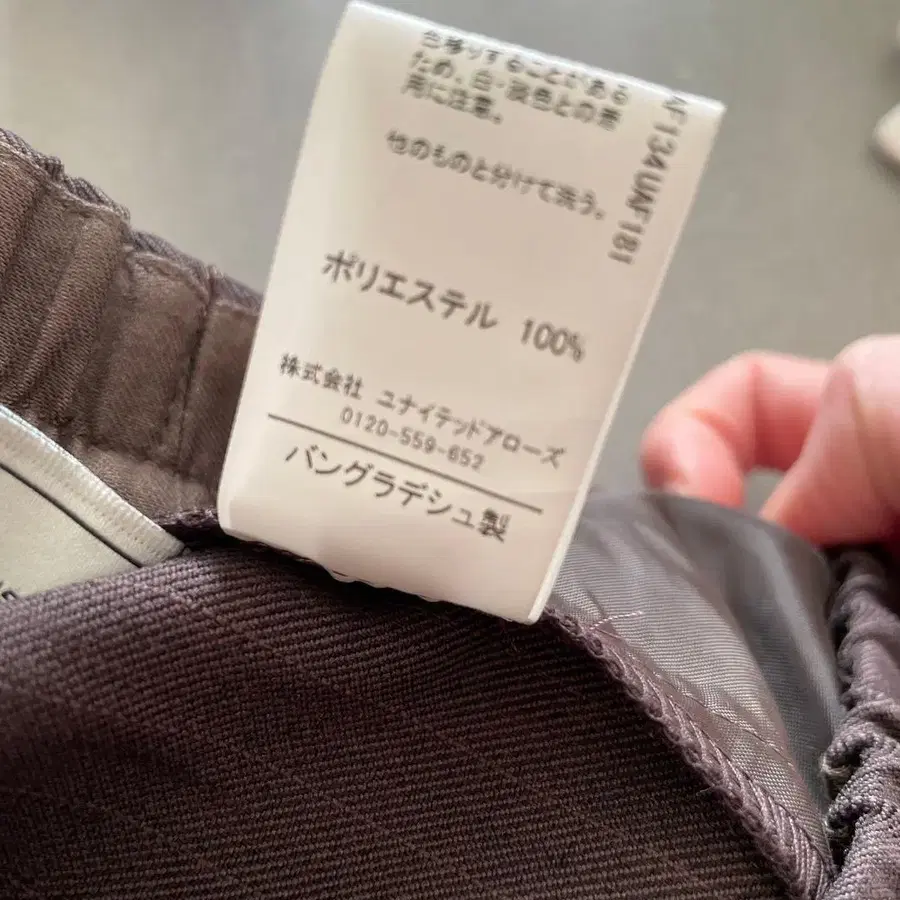 色移りすることがある
ため、白・淡色との着
用に注意。
他のものと分けて洗う。
AF134UAF181
ポリエステル 100%
株式会社 ユナイテッドアローズ
0120-559-652
バングラデシュ製